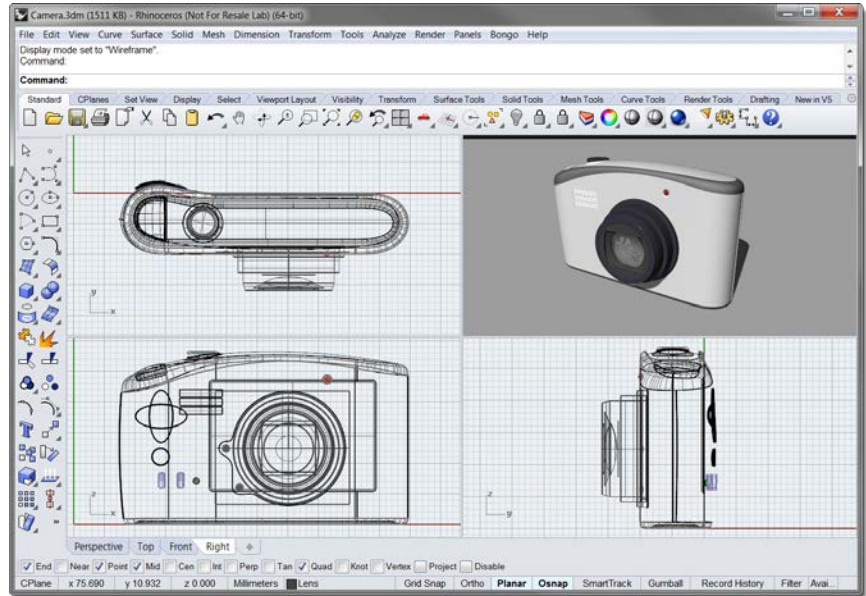 Camera.3dm (1511 KB) - Rhinoceros (Not For Resale Lab) (64-bit)
File Edit View Curve Surface Solid Mesh Dimension Transform Tools Analyze Render Panels Bongo Help
Display mode set to "Wireframe".
Command:
Command:
Standard CPlanes Set View Display Select Viewport Layout Visibility Transform Surface Tools Solid Tools Mesh Tools Curve Tools Render Tools Drafting New in V5
y
x
z
x
z
y
Perspective Top Front Right
End Near Point Mid Cen Int Perp Tan Quad Knot Vertex Project Disable
CPlane x 75.690 y 10.932 z 0.000 Millimeters Lens Grid Snap Ortho Planar Osnap SmartTrack Gumball Record History Filter Avai...